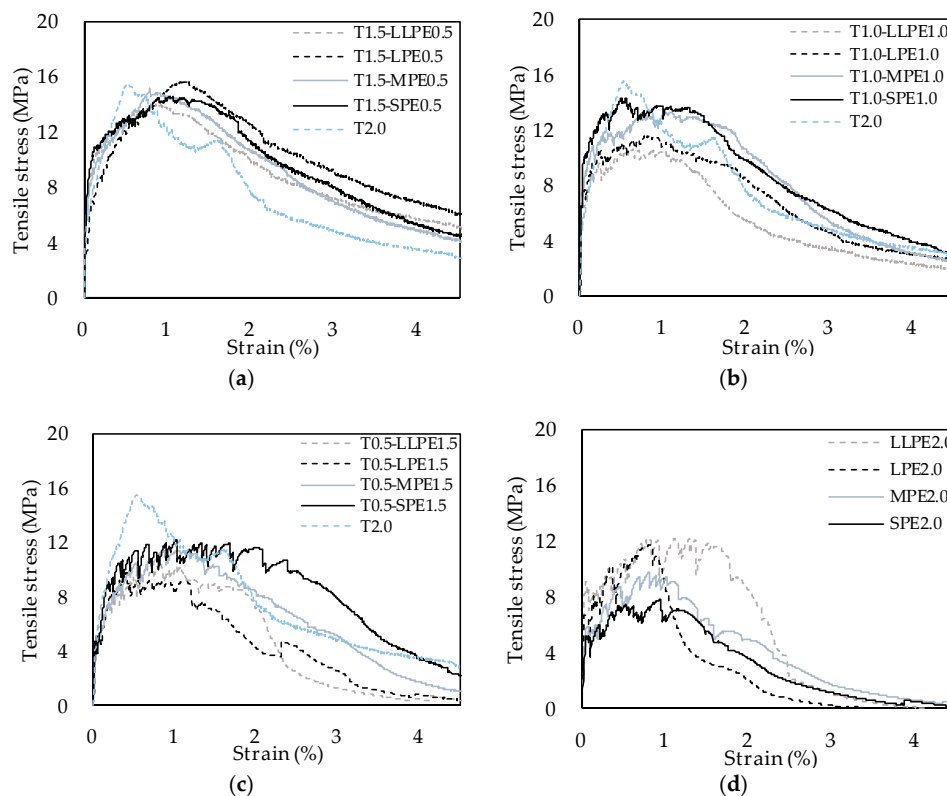 20
16
12
8
4
0
Tensile stress (MPa)
T1.5-LLPE0.5
T1.5-LPE0.5
T1.5-MPE0.5
T1.5-SPE0.5
T2.0
0 1 2 3 4
Strain (%)
(a)
20
16
12
8
4
0
Tensile stress (MPa)
T1.0-LLPE1.0
T1.0-LPE1.0
T1.0-MPE1.0
T1.0-SPE1.0
T2.0
0 1 2 3 4
Strain (%)
(b)
20
16
12
8
4
0
Tensile stress (MPa)
T0.5-LLPE1.5
T0.5-LPE1.5
T0.5-MPE1.5
T0.5-SPE1.5
T2.0
0 1 2 3 4
Strain (%)
(c)
20
16
12
8
4
0
Tensile stress (MPa)
LLPE2.0
LPE2.0
MPE2.0
SPE2.0
0 1 2 3 4
Strain (%)
(d)